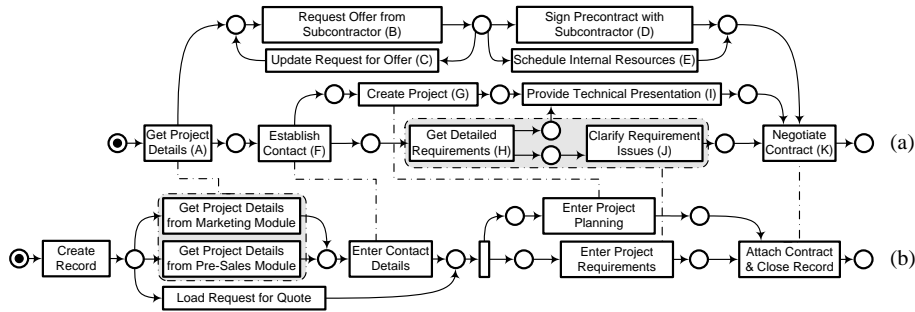 Request Offer from
Subcontractor (B)
Sign Precontract with
Subcontractor (D)
Update Request for Offer (C)
Schedule Internal Resources (E)
Create Project (G)
Provide Technical Presentation (I)
Get Project
Details (A)
Establish
Contact (F)
Get Detailed
Requirements (H)
Clarify Requirement
Issues (J)
Negotiate
Contract (K)
(a)
Get Project Details
from Marketing Module
Enter Project
Planning
Create
Record
Get Project Details
from Pre-Sales Module
Enter Contact
Details
Enter Project
Requirements
Attach Contract
& Close Record
(b)
Load Request for Quote